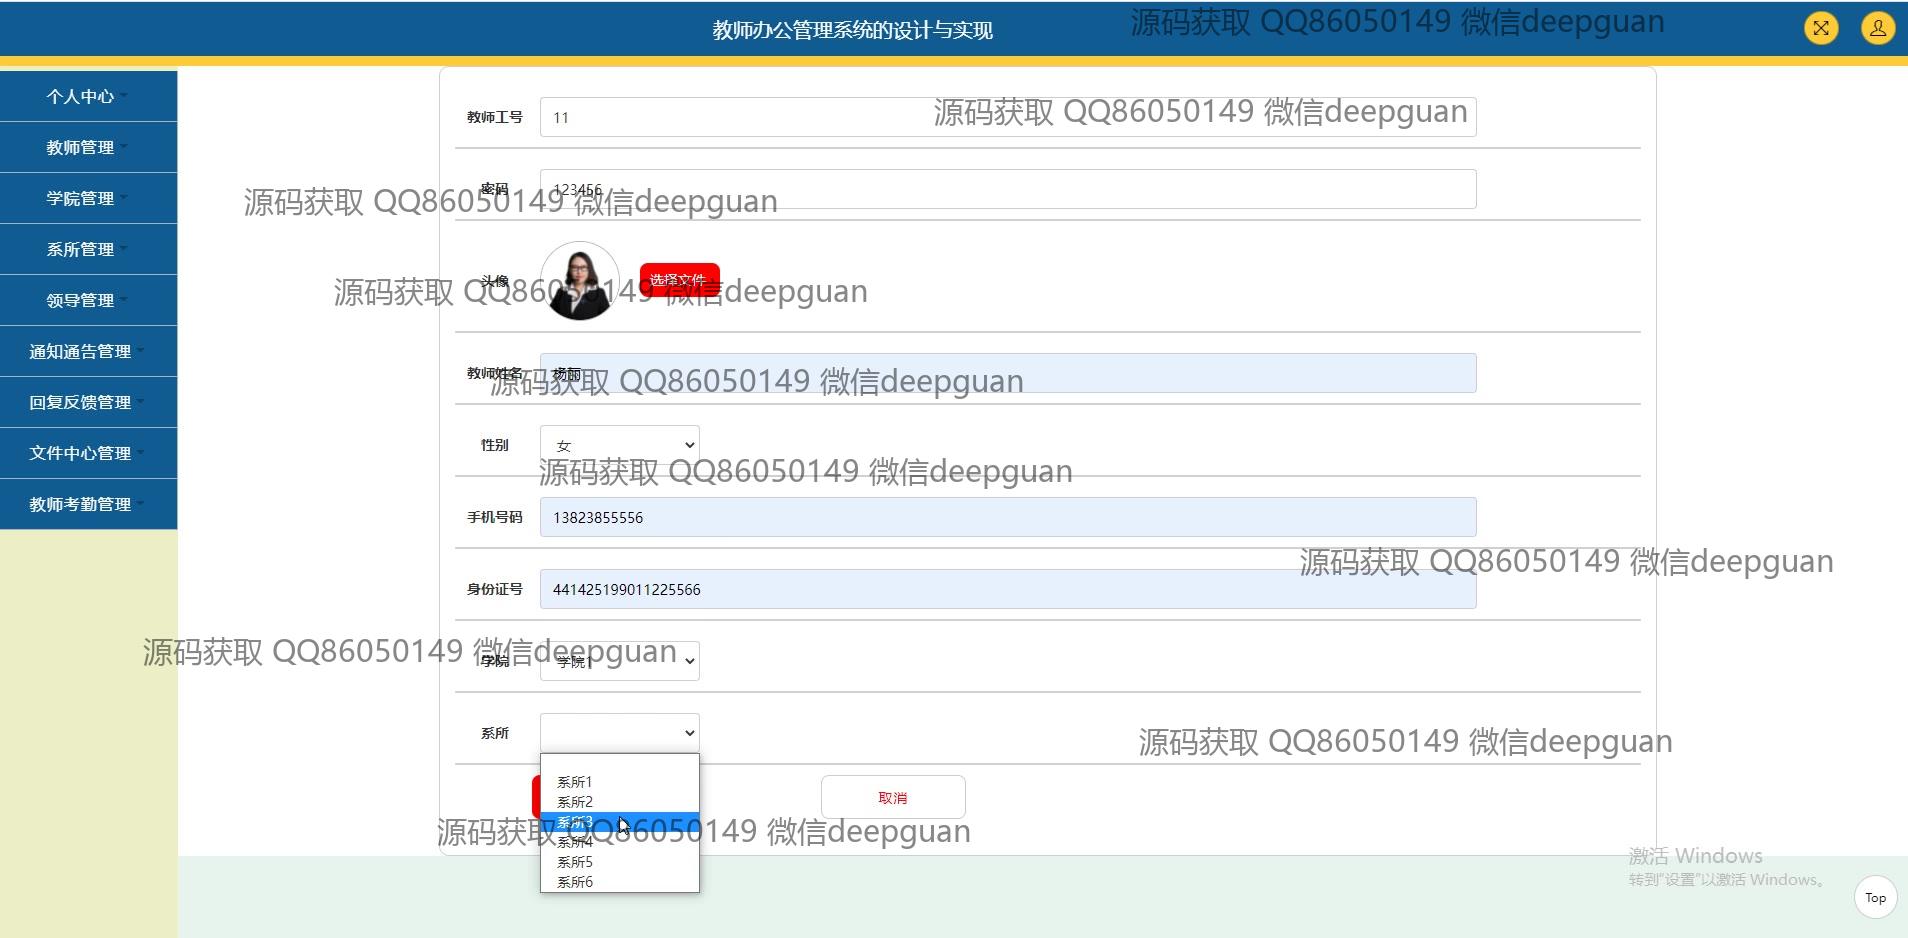 教师办公管理系统的设计与实现
源码获取 QQ86050149 微信deepguan
个人中心
教师管理
学院管理
系所管理
领导管理
通知通告管理
回复反馈管理
文件中心管理
教师考勤管理
教师工号 11
源码获取 QQ86050149 微信deepguan
密码 123456
源码获取 QQ86050149 微信deepguan
头像 选择文件
源码获取 QQ86050149 微信deepguan
教师姓名 杨丽
源码获取 QQ86050149 微信deepguan
性别 女
源码获取 QQ86050149 微信deepguan
手机号码 13823855556
源码获取 QQ86050149 微信deepguan
身份证号 441425199011225566
源码获取 QQ86050149 微信deepguan
学院 学院1
系所
源码获取 QQ86050149 微信deepguan
系所1
系所2
系所3
系所4
系所5
系所6
取消
源码获取 QQ86050149 微信deepguan
激活 Windows
转到“设置”以激活 Windows。
Top